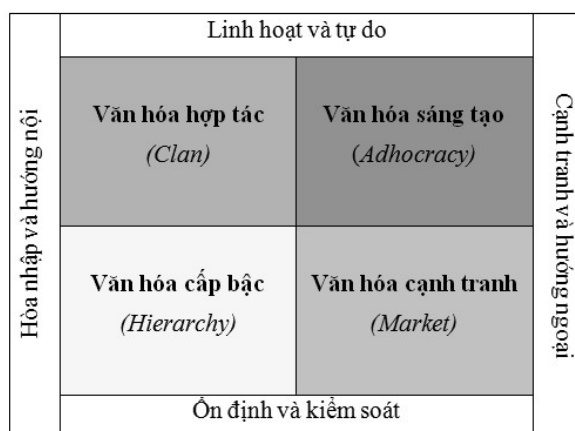 Linh hoạt và tự do
Hòa nhập và hướng nội
Văn hóa hợp tác
(Clan)
Văn hóa sáng tạo
(Adhocracy)
Cạnh tranh và hướng ngoại
Văn hóa cấp bậc
(Hierarchy)
Văn hóa cạnh tranh
(Market)
Ổn định và kiểm soát